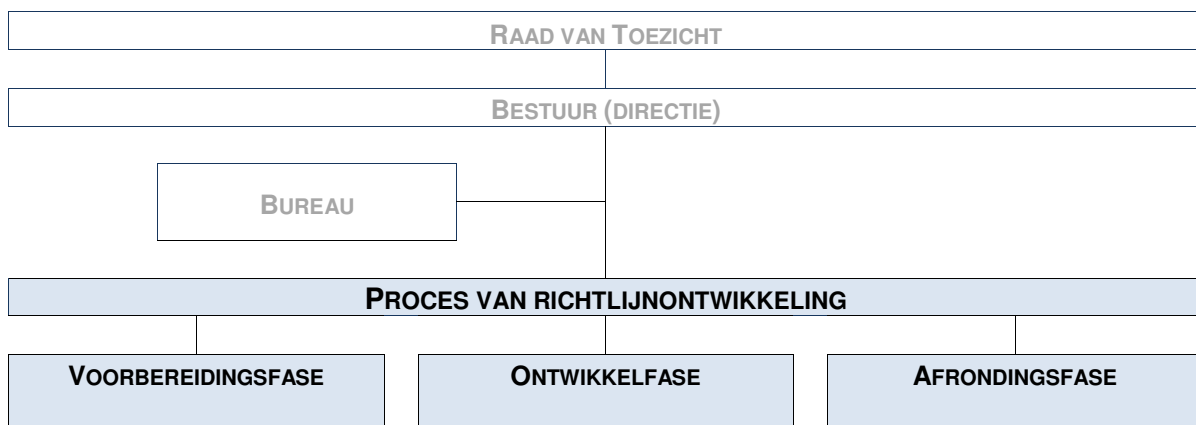 RAAD VAN TOEZICHT
BESTUUR (DIRECTIE)
BUREAU
PROCES VAN RICHTLIJNONTWIKKELING
VOORBEREIDINGSFASE
ONTWIKKELFASE
AFRONDINGSFASE